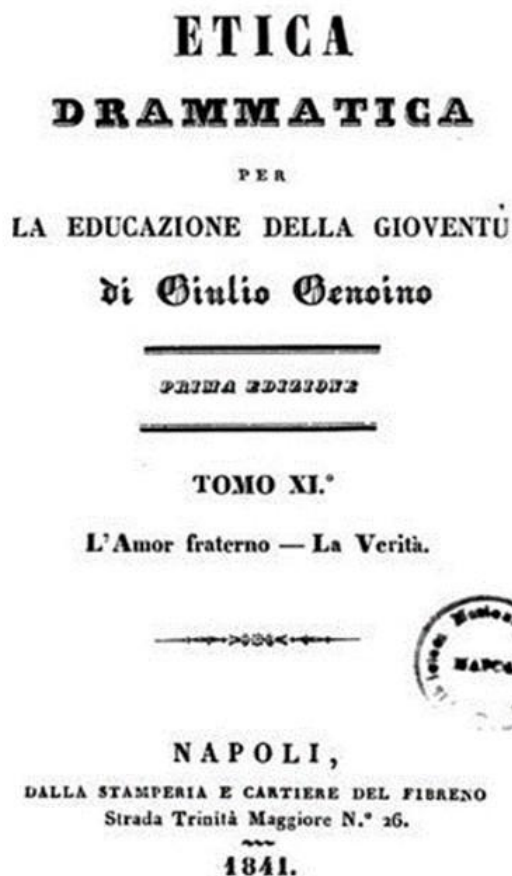 ETICA
DRAMMATICA
PER
LA EDUCAZIONE DELLA GIOVENTÙ
di Giulio Genoino
PRIMA EDIZIONE
TOMO XI.°
L'Amor fraterno — La Verità.
NAPOLI,
DALLA STAMPERIA E CARTIERE DEL FIBRENO
Strada Trinità Maggiore N.° 26.
1841.